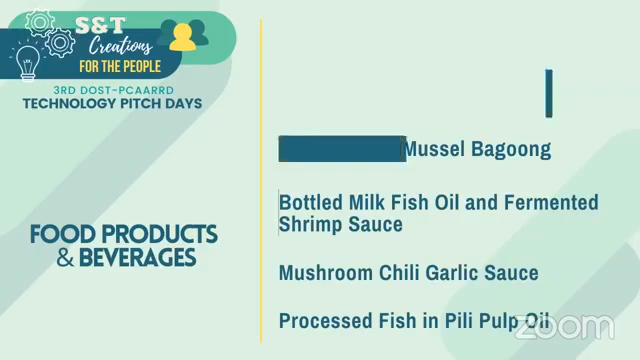 S&T
Creations
FOR THE PEOPLE
3RD DOST-PCAARRD
TECHNOLOGY PITCH DAYS
FOOD PRODUCTS
& BEVERAGES
Mussel Bagoong
Bottled Milk Fish Oil and Fermented
Shrimp Sauce
Mushroom Chili Garlic Sauce
Processed Fish in Pili Pulp Oil
zoom